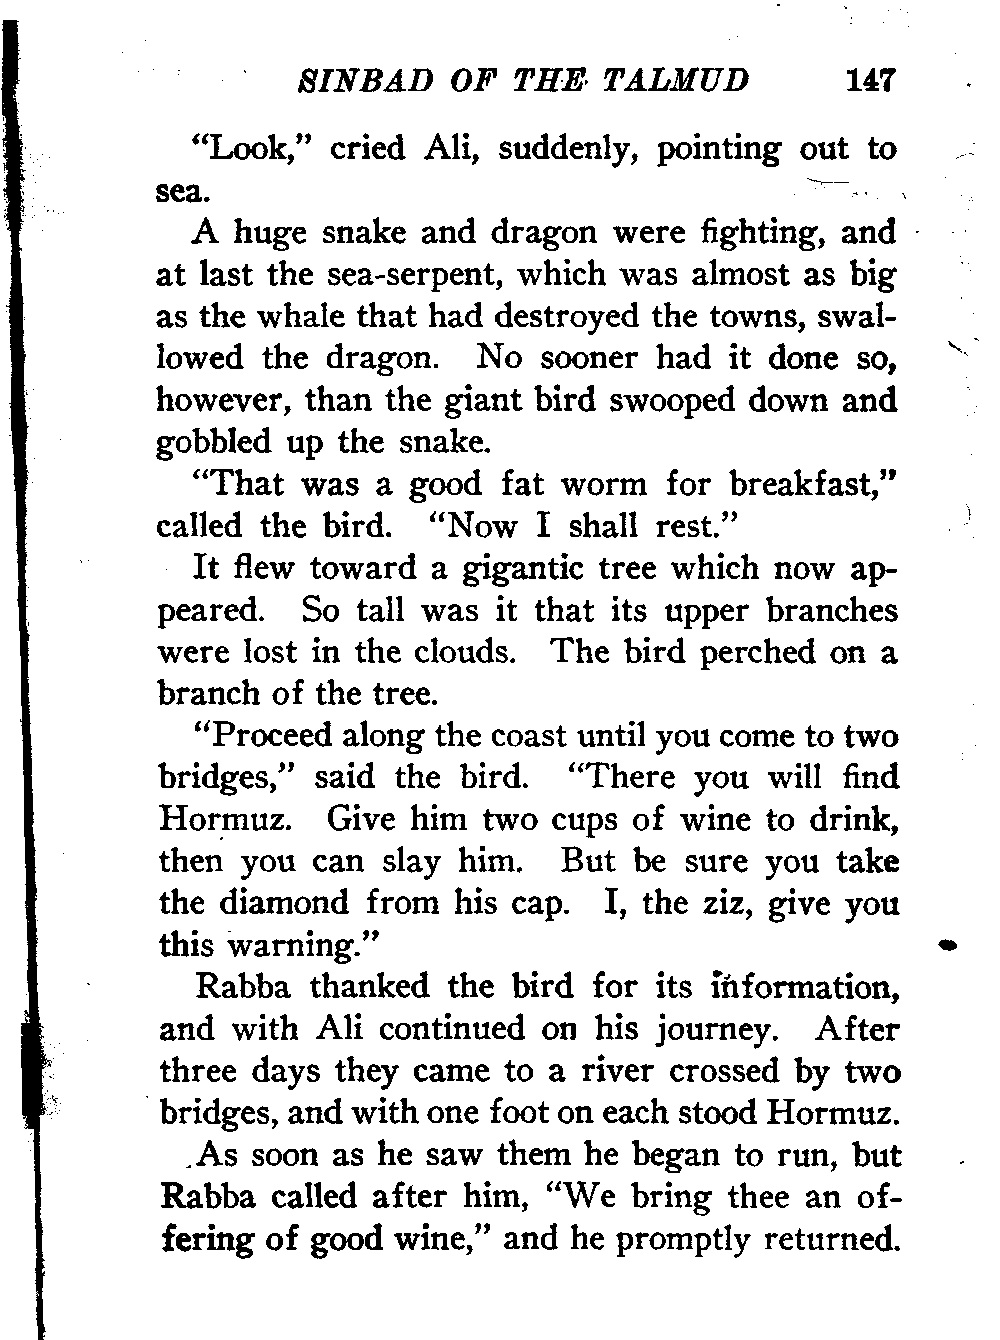 SINBAD OF THE TALMUD 147
“Look,” cried Ali, suddenly, pointing out to
sea.
A huge snake and dragon were fighting, and
at last the sea-serpent, which was almost as big
as the whale that had destroyed the towns, swal-
lowed the dragon. No sooner had it done so,
however, than the giant bird swooped down and
gobbled up the snake.
“That was a good fat worm for breakfast,”
called the bird. “Now I shall rest.”
It flew toward a gigantic tree which now ap-
peared. So tall was it that its upper branches
were lost in the clouds. The bird perched on a
branch of the tree.
“Proceed along the coast until you come to two
bridges,” said the bird. “There you will find
Hormuz. Give him two cups of wine to drink,
then you can slay him. But be sure you take
the diamond from his cap. I, the ziz, give you
this warning.”
Rabba thanked the bird for its information,
and with Ali continued on his journey. After
three days they came to a river crossed by two
bridges, and with one foot on each stood Hormuz.
As soon as he saw them he began to run, but
Rabba called after him, “We bring thee an of-
fering of good wine,” and he promptly returned.